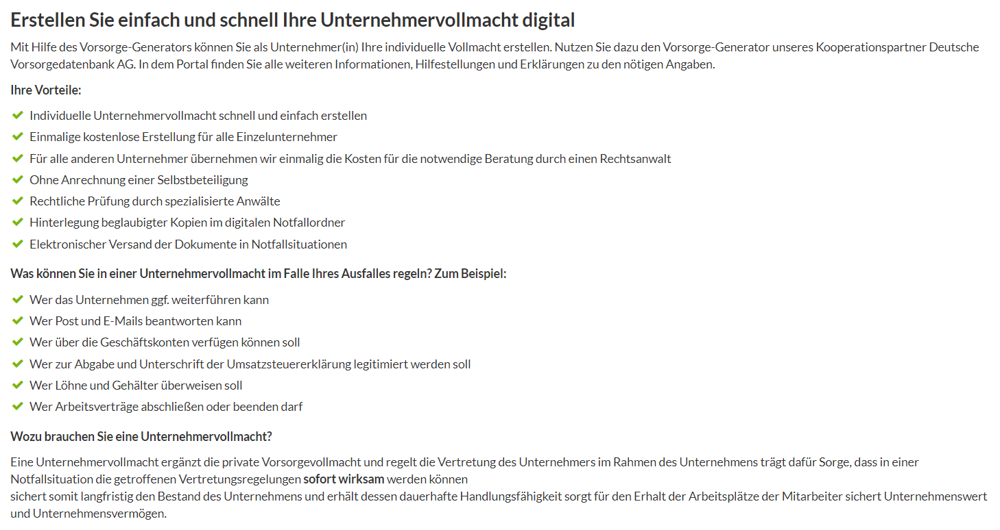 Erstellen Sie einfach und schnell Ihre Unternehmervollmacht digital
Mit Hilfe des Vorsorge-Generators können Sie als Unternehmer(in) Ihre individuelle Vollmacht erstellen. Nutzen Sie dazu den Vorsorge-Generator unseres Kooperationspartner Deutsche
Vorsorgedatenbank AG. In dem Portal finden Sie alle weiteren Informationen, Hilfestellungen und Erklärungen zu den nötigen Angaben.
Ihre Vorteile:
Individuelle Unternehmervollmacht schnell und einfach erstellen
Einmalige kostenlose Erstellung für alle Einzelunternehmer
Für alle anderen Unternehmer übernehmen wir einmalig die Kosten für die notwendige Beratung durch einen Rechtsanwalt
Ohne Anrechnung einer Selbstbeteiligung
Rechtliche Prüfung durch spezialisierte Anwälte
Hinterlegung beglaubigter Kopien im digitalen Notfallordner
Elektronischer Versand der Dokumente in Notfallsituationen
Was können Sie in einer Unternehmervollmacht im Falle Ihres Ausfalles regeln? Zum Beispiel:
Wer das Unternehmen ggf. weiterführen kann
Wer Post und E-Mails beantworten kann
Wer über die Geschäftskonten verfügen können soll
Wer zur Abgabe und Unterschrift der Umsatzsteuererklärung legitimiert werden soll
Wer Löhne und Gehälter überweisen soll
Wer Arbeitsverträge abschließen oder beenden darf
Wozu brauchen Sie eine Unternehmervollmacht?
Eine Unternehmervollmacht ergänzt die private Vorsorgevollmacht und regelt die Vertretung des Unternehmers im Rahmen des Unternehmens trägt dafür Sorge, dass in einer
Notfallsituation die getroffenen Vertretungsregelungen sofort wirksam werden können
sichert somit langfristig den Bestand des Unternehmens und erhält dessen dauerhafte Handlungsfähigkeit sorgt für den Erhalt der Arbeitsplätze der Mitarbeiter sichert Unternehmenswert
und Unternehmensvermögen.